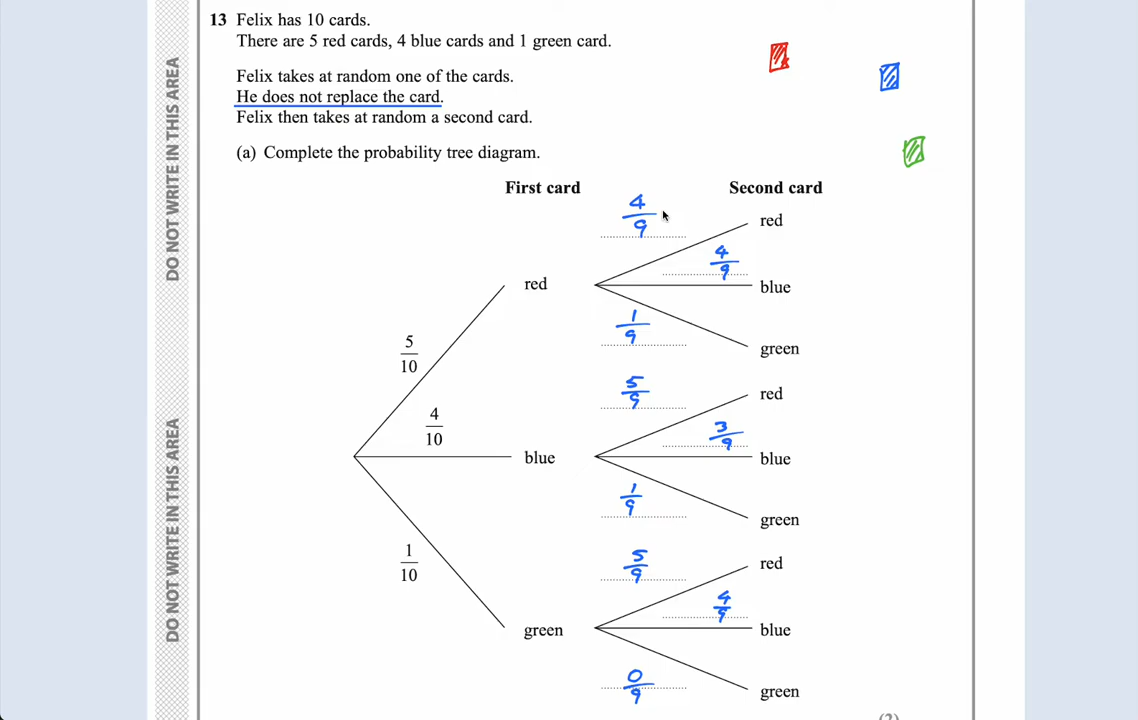 13 Felix has 10 cards.
There are 5 red cards, 4 blue cards and 1 green card.
Felix takes at random one of the cards.
He does not replace the card.
Felix then takes at random a second card.
(a) Complete the probability tree diagram.
First card
Second card
4/9
red
4/9
red
blue
1/9
green
5/10
5/9
red
4/10
3/9
blue
blue
1/9
green
1/10
5/9
red
4/9
green
blue
0/9
green
DO NOT WRITE IN THIS AREA
DO NOT WRITE IN THIS AREA